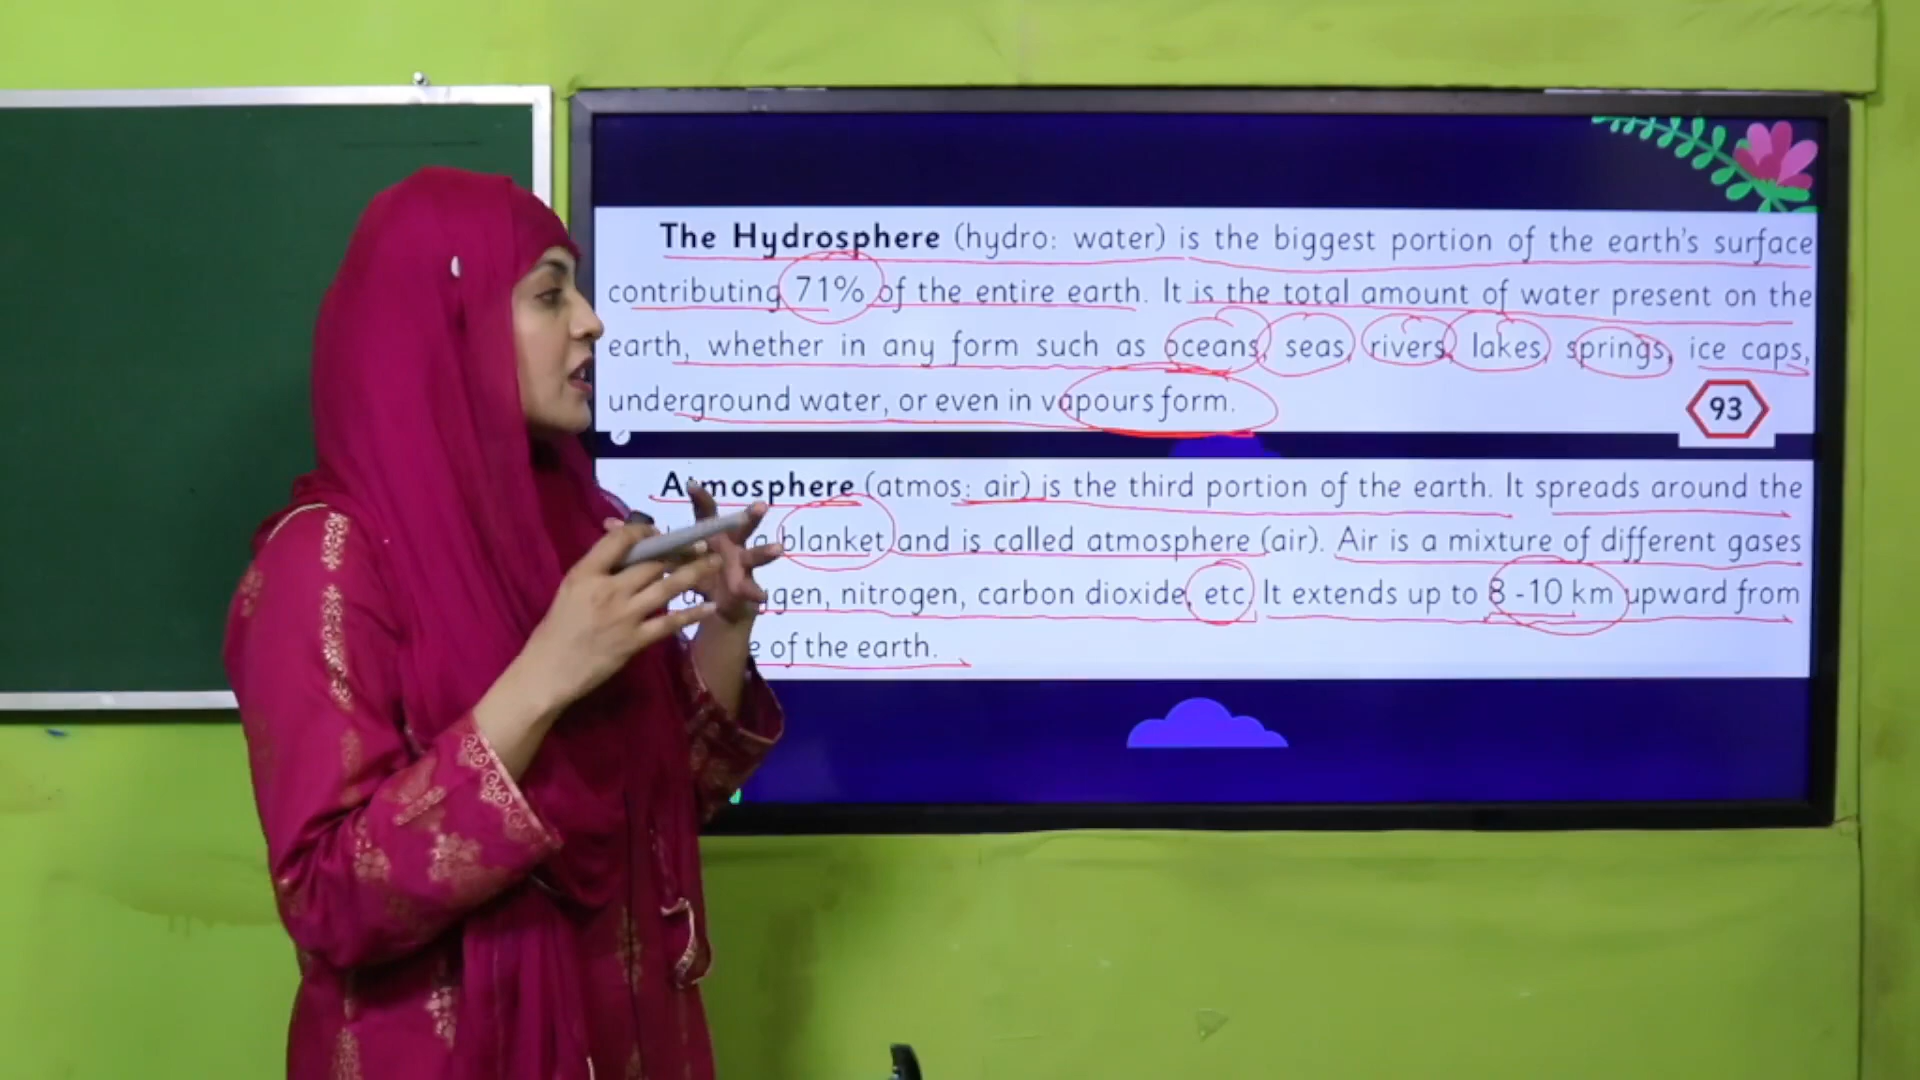 The Hydrosphere (hydro: water) is the biggest portion of the earth's surface
contributing 71% of the entire earth. It is the total amount of water present on the
earth, whether in any form such as oceans, seas, rivers, lakes, springs, ice caps,
underground water, or even in vapours form.
93
Atmosphere (atmos: air) is the third portion of the earth. It spreads around the
a blanket and is called atmosphere (air). Air is a mixture of different gases
nitrogen, carbon dioxide, etc. It extends up to 8 -10 km upward from
of the earth.